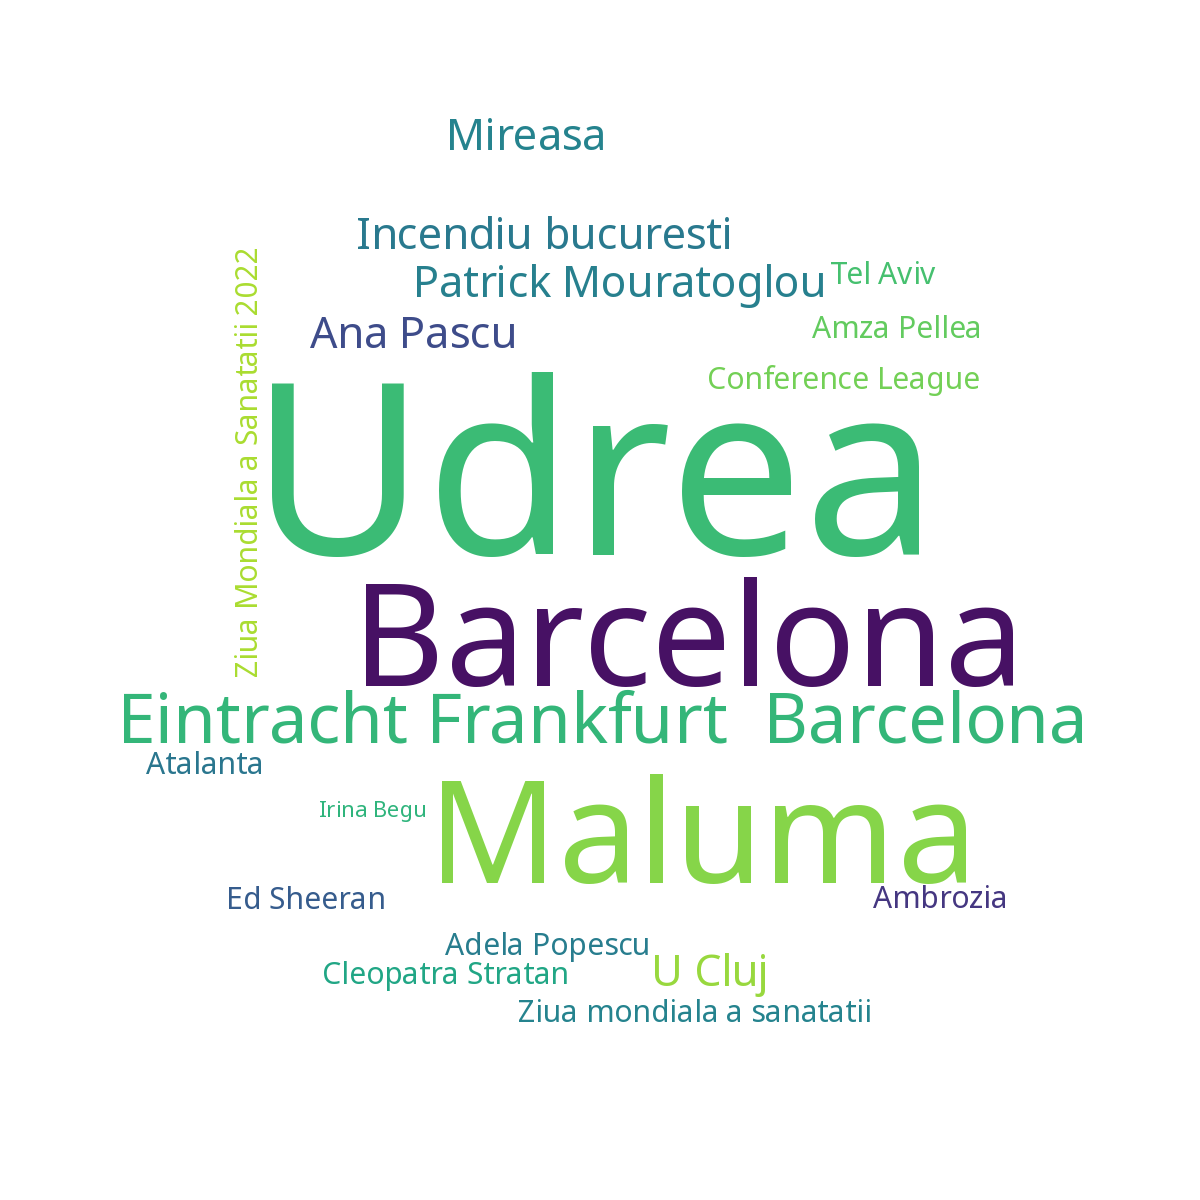 Mireasa
Incendiu bucuresti
Patrick Mouratoglou
Tel Aviv
Ana Pascu
Amza Pellea
Conference League
Ziua Mondiala a Sanatatii 2022
Udrea
Barcelona
Eintracht Frankfurt  Barcelona
Atalanta
Maluma
Irina Begu
Ed Sheeran
Ambrozia
Adela Popescu
Cleopatra Stratan
U Cluj
Ziua mondiala a sanatatii